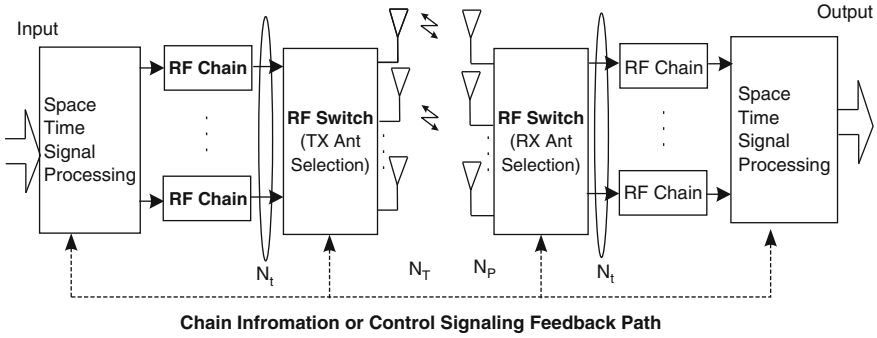 Input
Output
Space
Time
Signal
Processing
RF Chain
RF Chain
RF Switch
(TX Ant
Selection)
RF Switch
(RX Ant
Selection)
RF Chain
RF Chain
Space
Time
Signal
Processing
N_t
N_T
N_P
N_t
Chain Infromation or Control Signaling Feedback Path